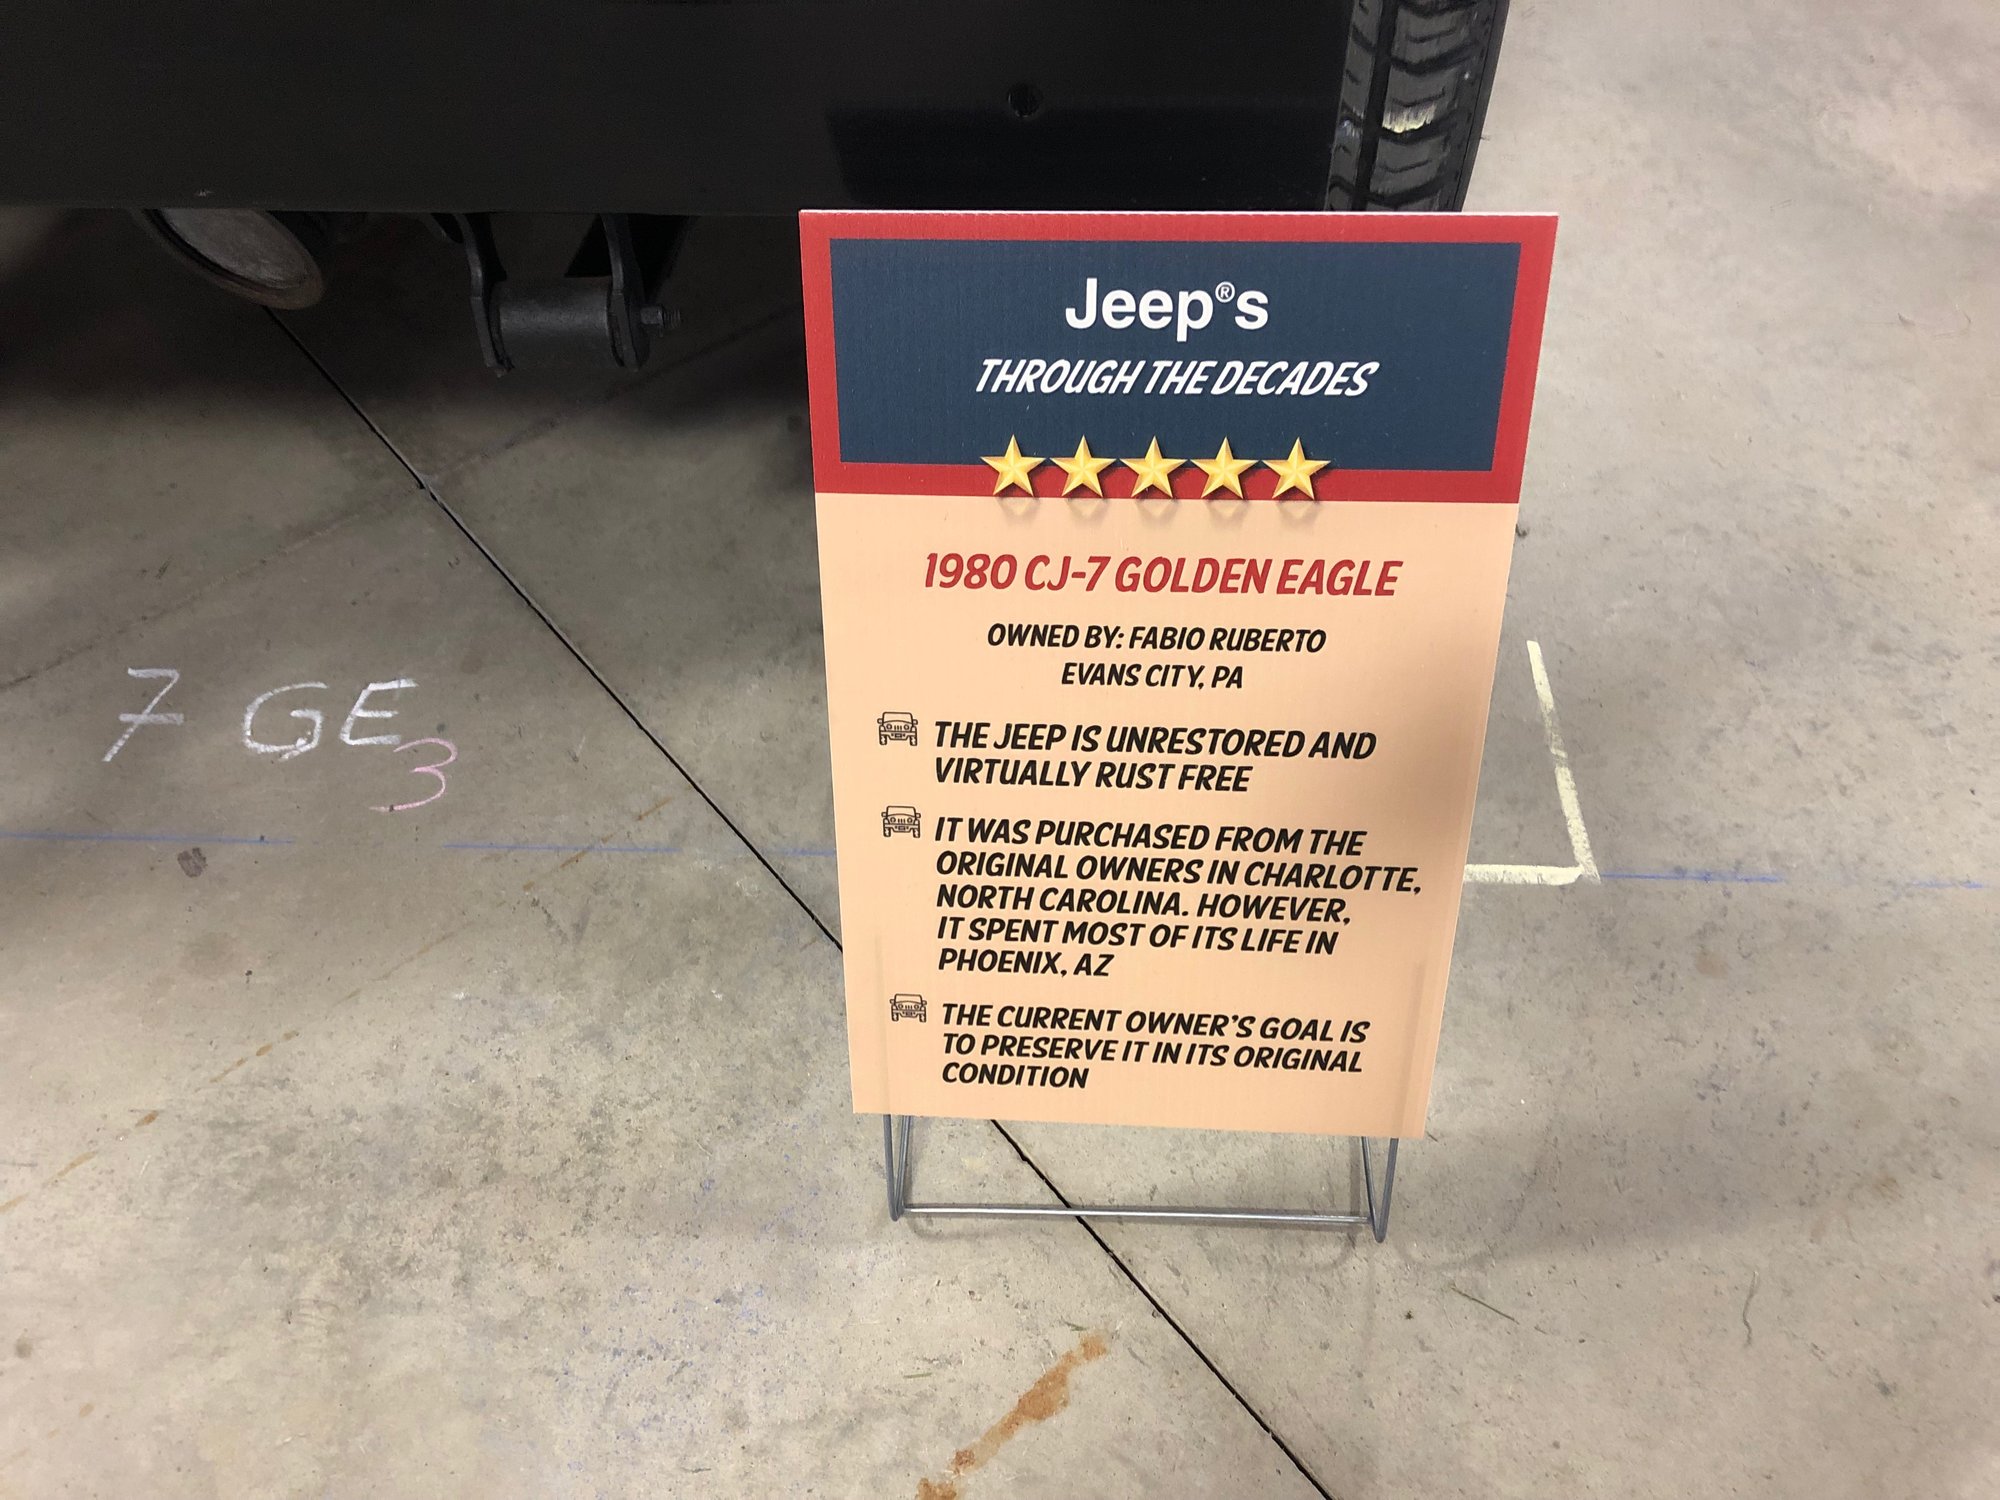 Jeep®s
THROUGH THE DECADES
1980 CJ-7 GOLDEN EAGLE
OWNED BY: FABIO RUBERTO
EVANS CITY, PA
THE JEEP IS UNRESTORED AND
VIRTUALLY RUST FREE
IT WAS PURCHASED FROM THE
ORIGINAL OWNERS IN CHARLOTTE,
NORTH CAROLINA. HOWEVER,
IT SPENT MOST OF ITS LIFE IN
PHOENIX, AZ
THE CURRENT OWNER'S GOAL IS
TO PRESERVE IT IN ITS ORIGINAL
CONDITION
7 GE
3